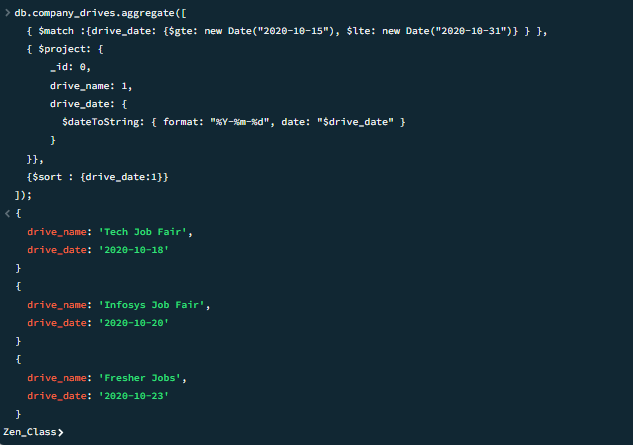 > db.company_drives.aggregate([
{ $match :{drive_date: {$gte: new Date("2020-10-15"), $lte: new Date("2020-10-31")} } },
{ $project: {
_id: 0,
drive_name: 1,
drive_date: {
$dateToString: { format: "%Y-%m-%d", date: "$drive_date" }
}
}},
{$sort : {drive_date:1}}
]);
< {
drive_name: 'Tech Job Fair',
drive_date: '2020-10-18'
}
{
drive_name: 'Infosys Job Fair',
drive_date: '2020-10-20'
}
{
drive_name: 'Fresher Jobs',
drive_date: '2020-10-23'
}
Zen_Class>